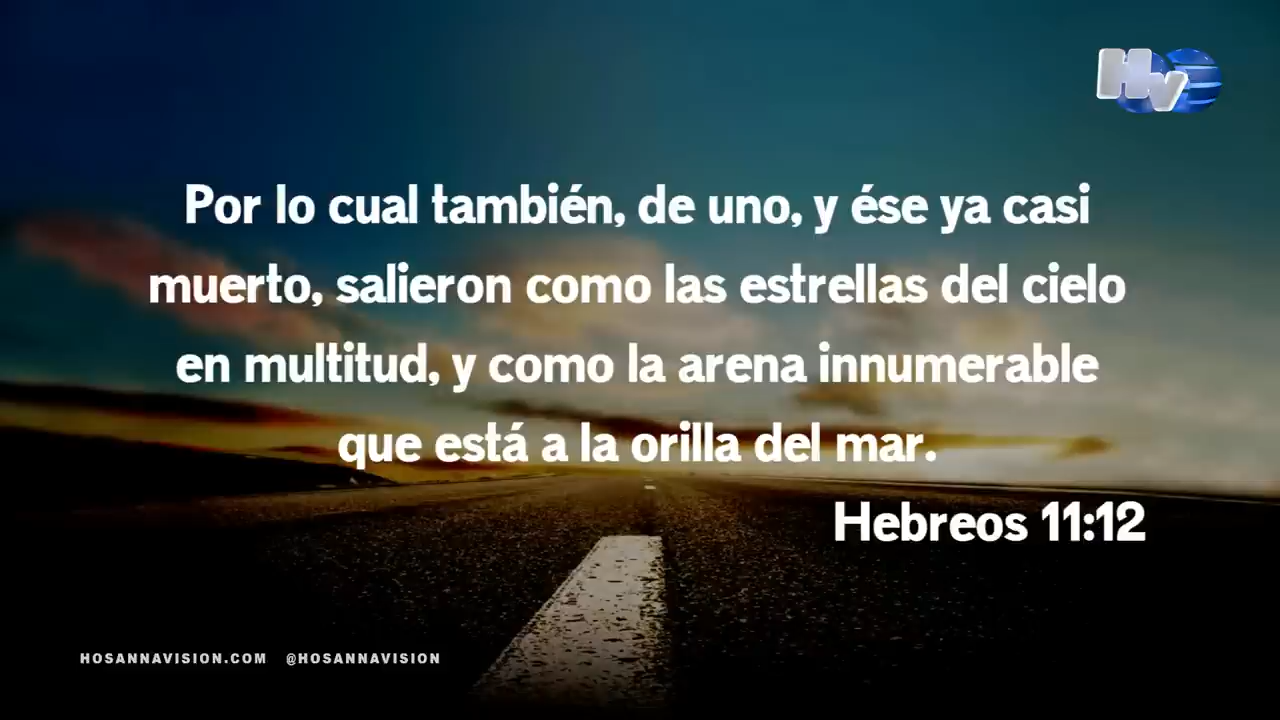 HV
Por lo cual también, de uno, y ése ya casi
muerto, salieron como las estrellas del cielo
en multitud, y como la arena innumerable
que está a la orilla del mar.
Hebreos 11:12
HOSANNAVISION.COM @HOSANNAVISION